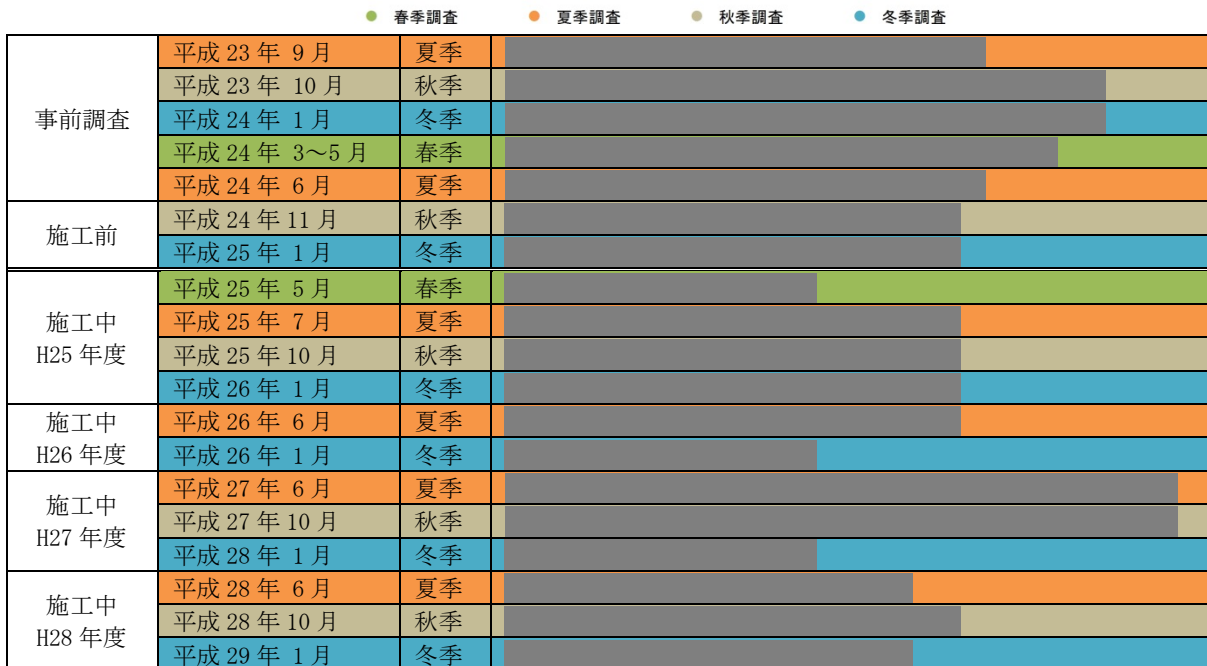 ● 春季調査 ● 夏季調査 ● 秋季調査 ● 冬季調査
事前調査
平成 23 年 9 月 夏季
平成 23 年 10 月 秋季
平成 24 年 1 月 冬季
平成 24 年 3～5 月 春季
平成 24 年 6 月 夏季
施工前
平成 24 年 11 月 秋季
平成 25 年 1 月 冬季
施工中
H25 年度
平成 25 年 5 月 春季
平成 25 年 7 月 夏季
平成 25 年 10 月 秋季
平成 26 年 1 月 冬季
施工中
H26 年度
平成 26 年 6 月 夏季
平成 26 年 1 月 冬季
施工中
H27 年度
平成 27 年 6 月 夏季
平成 27 年 10 月 秋季
平成 28 年 1 月 冬季
施工中
H28 年度
平成 28 年 6 月 夏季
平成 28 年 10 月 秋季
平成 29 年 1 月 冬季